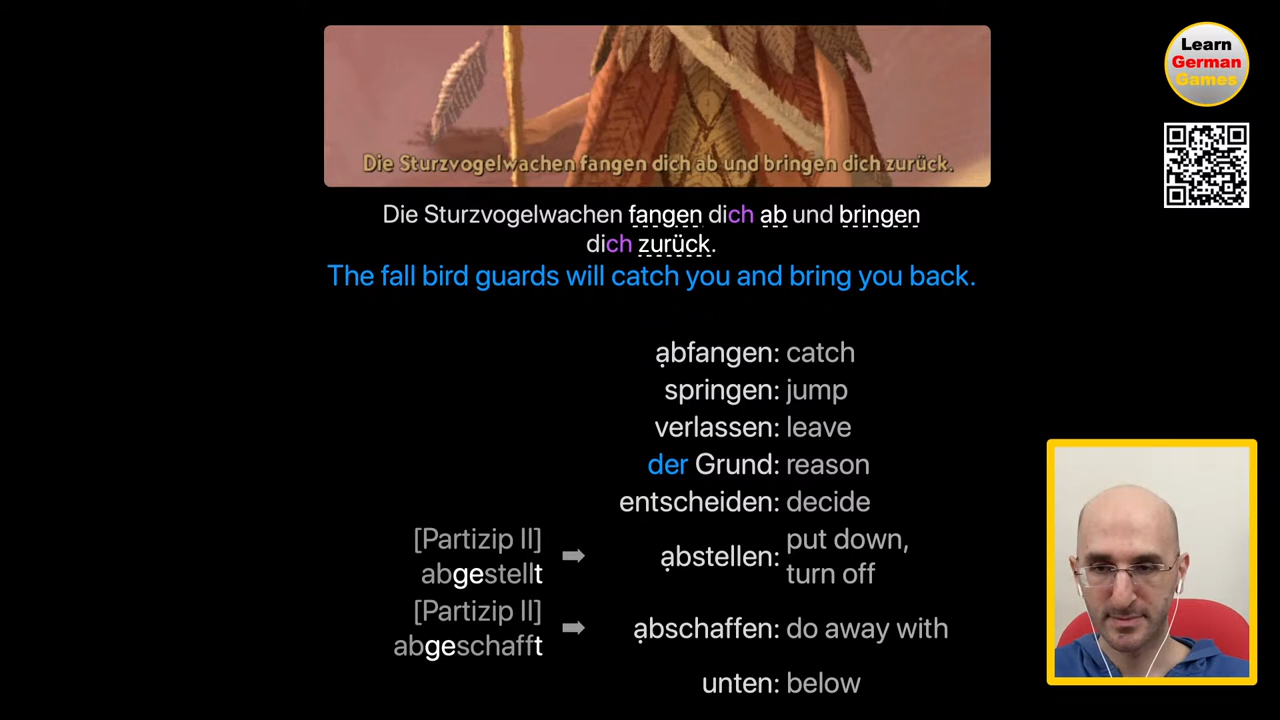 Learn
German
Games
Die Sturzvogelwachen fangen dich ab und bringen dich zurück.
Die Sturzvogelwachen fangen dich ab und bringen
dich zurück.
The fall bird guards will catch you and bring you back.
ạbfangen: catch
springen: jump
verlassen: leave
der Grund: reason
entscheiden: decide
[Partizip II]
abgestellt ➡ ạbstellen: put down,
turn off
[Partizip II]
abgeschafft ➡ ạbschaffen: do away with
unten: below